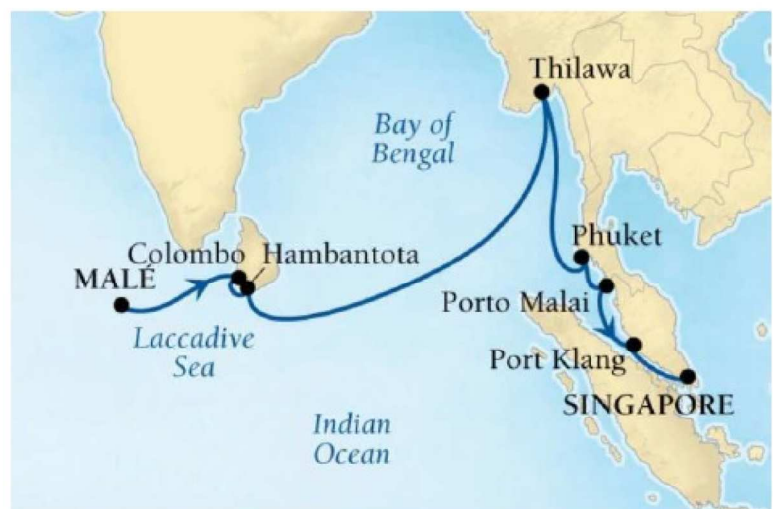 Thilawa
Bay of
Bengal
Phuket
Colombo
Hambantota
MALÉ
Porto Malai
Laccadive
Sea
Port Klang
SINGAPORE
Indian
Ocean